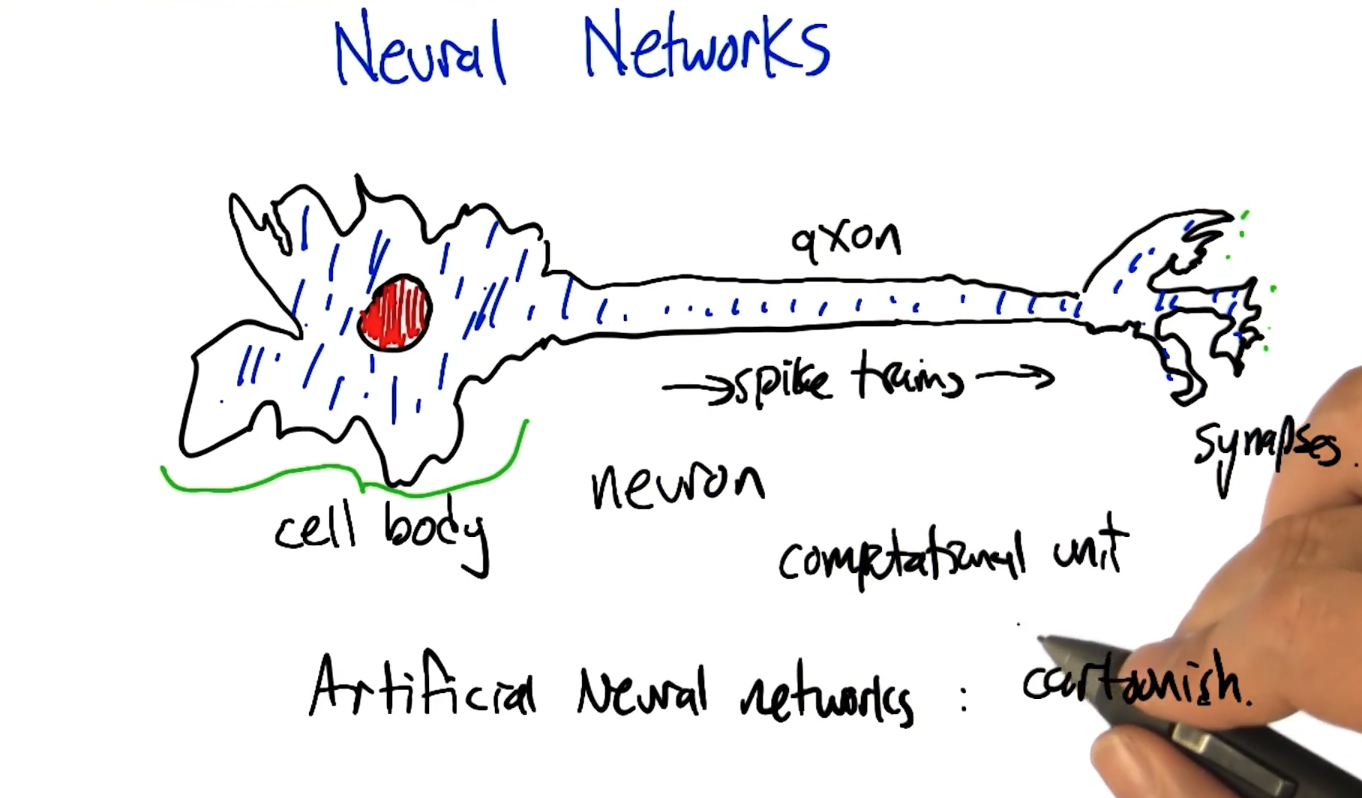 Neural Networks
axon
→spike trains→
synapses
neuron
cell body
computational unit
Artificial Neural networks : cartoonish.